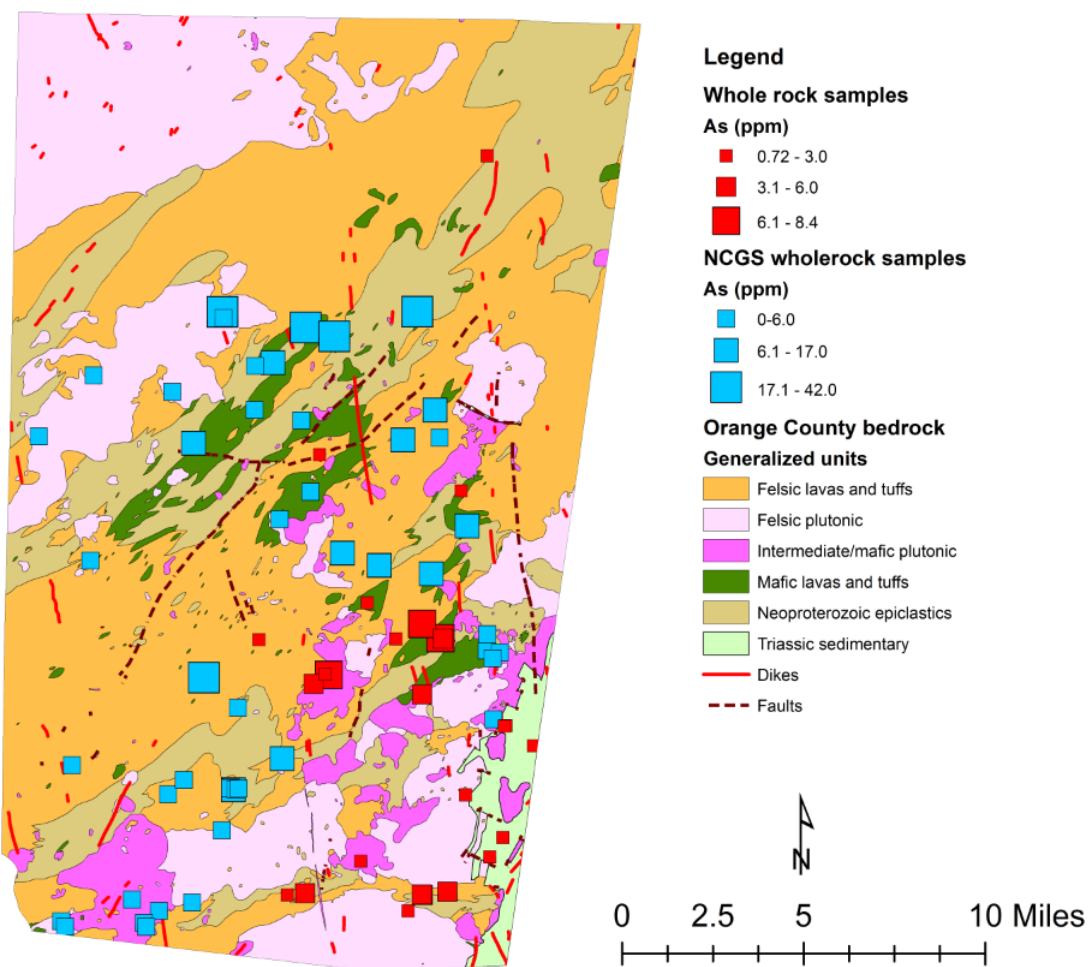 Legend
Whole rock samples
As (ppm)
0.72 - 3.0
3.1 - 6.0
6.1 - 8.4
NCGS wholerock samples
As (ppm)
0-6.0
6.1 - 17.0
17.1 - 42.0
Orange County bedrock
Generalized units
Felsic lavas and tuffs
Felsic plutonic
Intermediate/mafic plutonic
Mafic lavas and tuffs
Neoproterozoic epiclastics
Triassic sedimentary
Dikes
Faults
N
0 2.5 5 10 Miles